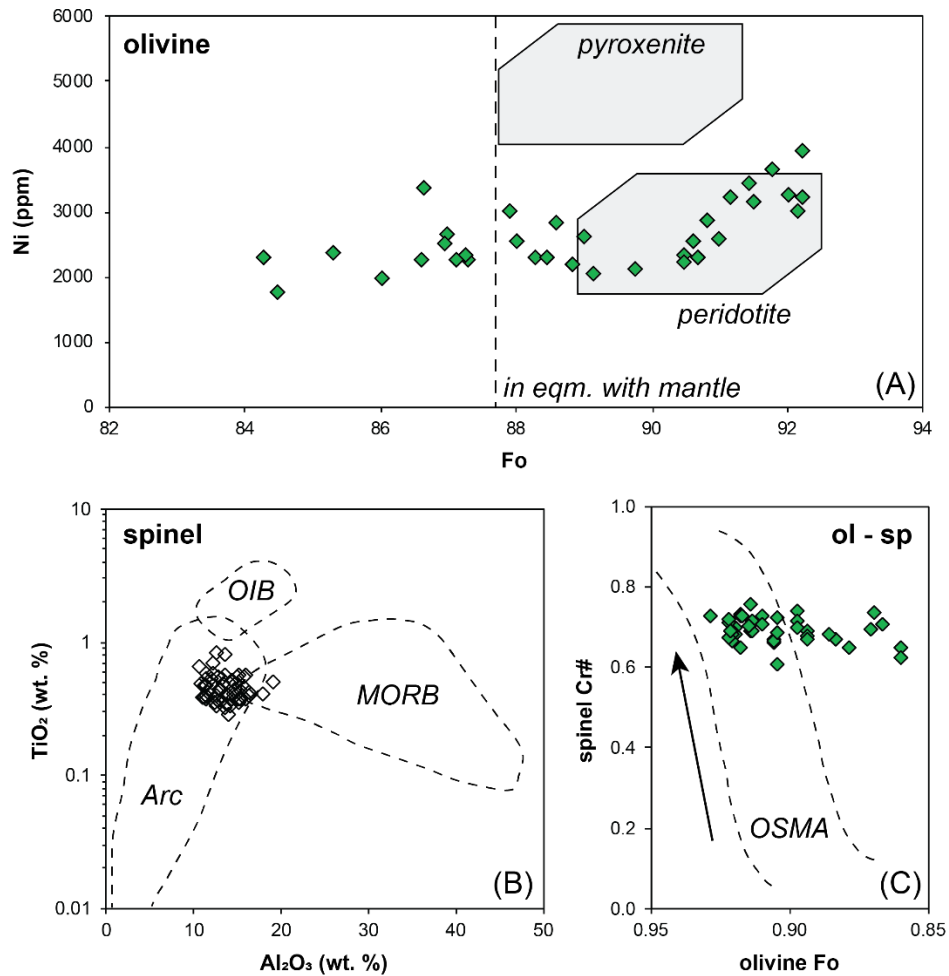 olivine
pyroxenite
peridotite
in eqm. with mantle
(A)
Ni (ppm)
6000
5000
4000
3000
2000
1000
0
82
84
86
88
90
92
94
Fo
spinel
OIB
MORB
Arc
(B)
TiO₂ (wt. %)
10
1
0.1
0.01
0
10
20
30
40
50
Al₂O₃ (wt. %)
ol - sp
OSMA
(C)
spinel Cr#
1.0
0.8
0.6
0.4
0.2
0.0
0.95
0.90
0.85
olivine Fo